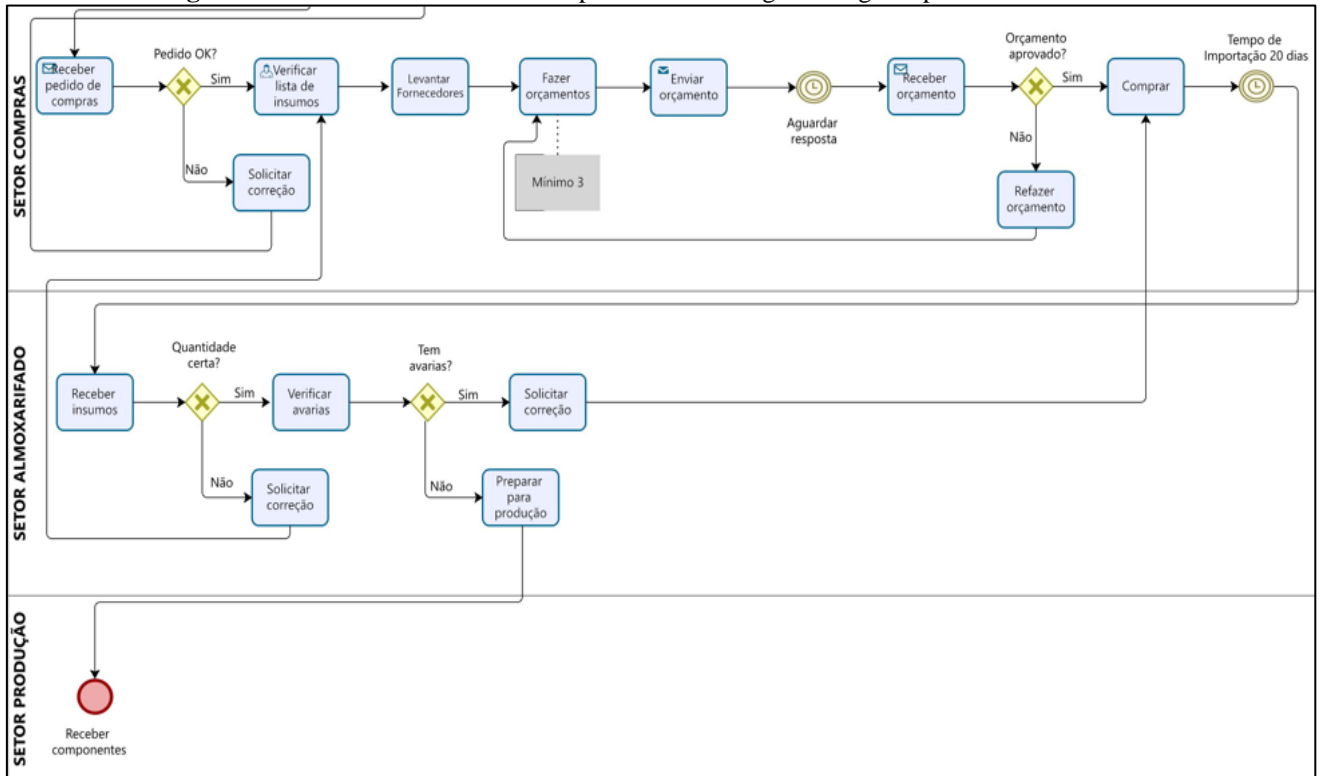 SETOR COMPRAS
Receber
pedido de
compras
Pedido OK?
Sim
Não
Solicitar
correção
Verificar
lista de
insumos
Levantar
Fornecedores
Fazer
orçamentos
Mínimo 3
Enviar
orçamento
Aguardar
resposta
Receber
orçamento
Orçamento
aprovado?
Sim
Não
Refazer
orçamento
Comprar
Tempo de
Importação 20 dias
SETOR ALMOXARIFADO
Receber
insumos
Quantidade
certa?
Sim
Não
Solicitar
correção
Verificar
avarias
Tem
avarias?
Sim
Não
Solicitar
correção
Preparar
para
produção
SETOR PRODUÇÃO
Receber
componentes